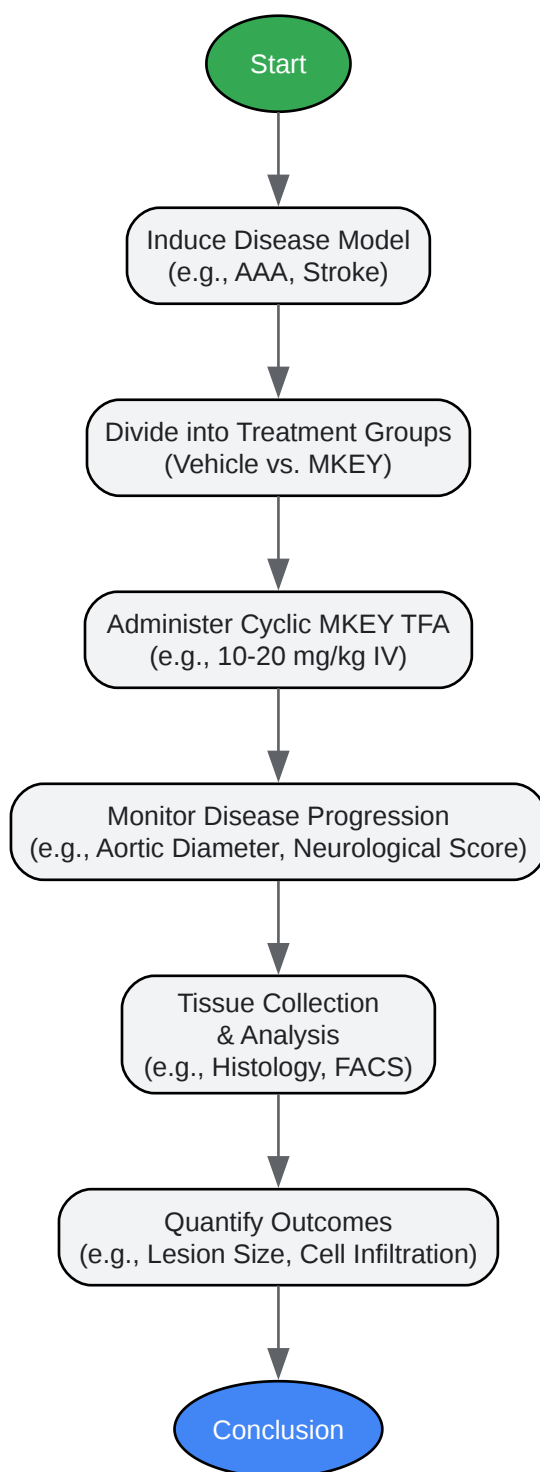 Start
Induce Disease Model
(e.g., AAA, Stroke)
Divide into Treatment Groups
(Vehicle vs. MKEY)
Administer Cyclic MKEY TFA
(e.g., 10-20 mg/kg IV)
Monitor Disease Progression
(e.g., Aortic Diameter, Neurological Score)
Tissue Collection
& Analysis
(e.g., Histology, FACS)
Quantify Outcomes
(e.g., Lesion Size, Cell Infiltration)
Conclusion